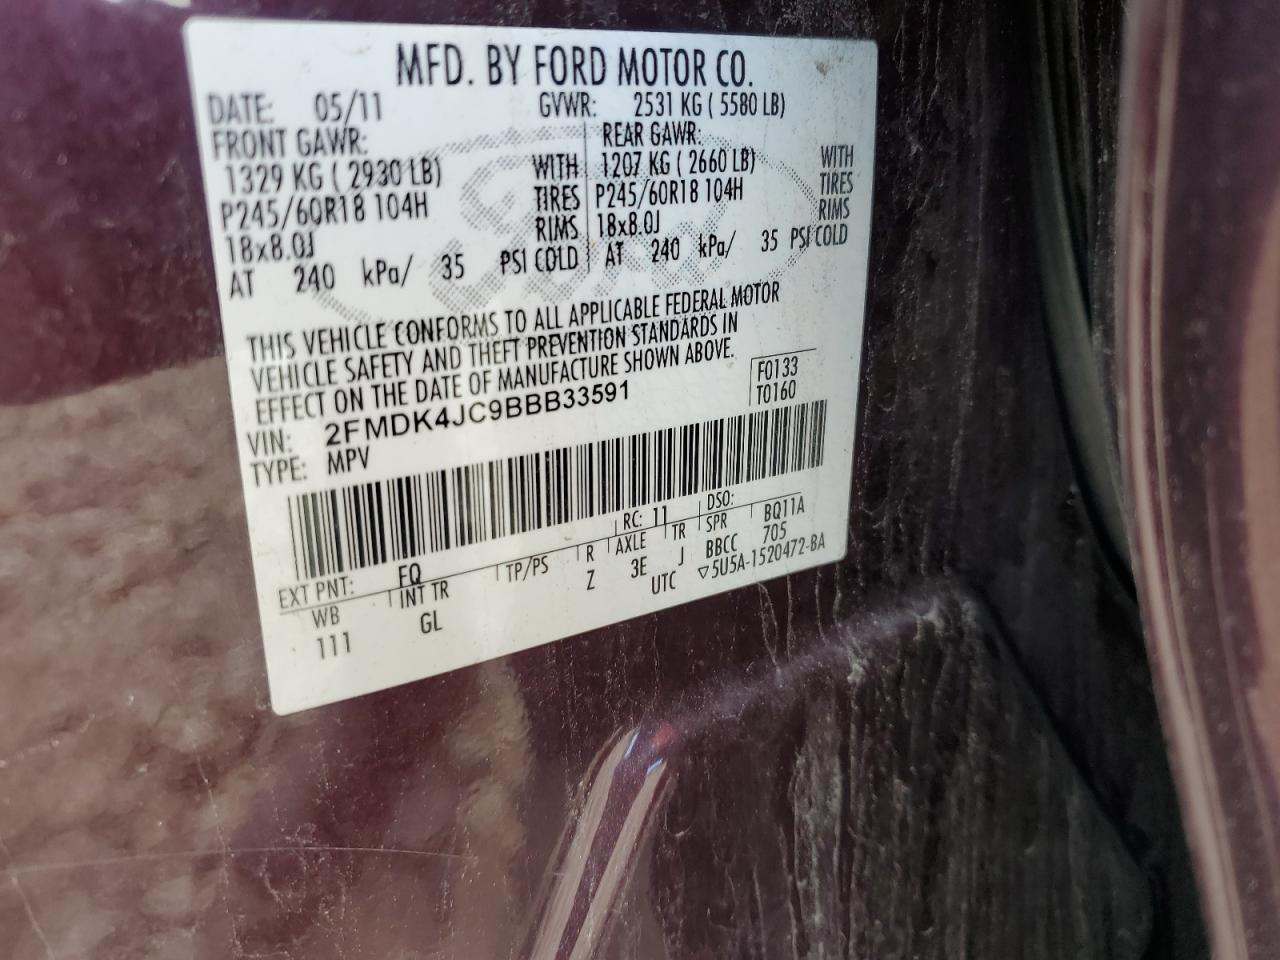 MFD. BY FORD MOTOR CO.
DATE: 05/11 GVWR: 2531 KG ( 5580 LB)
FRONT GAWR: REAR GAWR:
1329 KG ( 2930 LB) WITH 1207 KG ( 2660 LB) WITH
P245/60R18 104H TIRES P245/60R18 104H TIRES
18x8.0J RIMS 18x8.0J RIMS
AT 240 kPa/ 35 PSI COLD AT 240 kPa/ 35 PSI COLD
THIS VEHICLE CONFORMS TO ALL APPLICABLE FEDERAL MOTOR
VEHICLE SAFETY AND THEFT PREVENTION STANDARDS IN
EFFECT ON THE DATE OF MANUFACTURE SHOWN ABOVE.
F0133
VIN: 2FMDK4JC9BBB33591 T0160
TYPE: MPV
EXT PNT: FQ RC: 11 DSO:
WB INT TR TP/PS R AXLE TR SPR BQ11A
111 GL Z 3E J BBCC 705
UTC ▽5U5A-1520472-BA